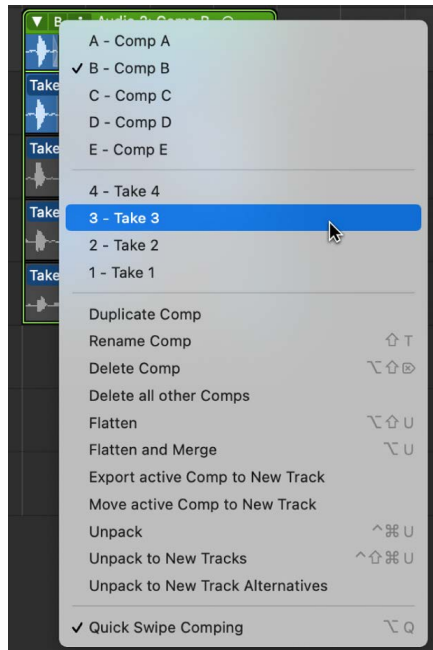 B
Audio 2: Comp B
A - Comp A
✓ B - Comp B
C - Comp C
D - Comp D
E - Comp E
Take
4 - Take 4
Take
3 - Take 3
2 - Take 2
Take
1 - Take 1
Take
Duplicate Comp
Rename Comp ⇧ T
Delete Comp ⌥⇧⌦
Delete all other Comps
Flatten ⌥⇧ U
Flatten and Merge ⌥ U
Export active Comp to New Track
Move active Comp to New Track
Unpack ^⌘ U
Unpack to New Tracks ^⇧⌘ U
Unpack to New Track Alternatives
✓ Quick Swipe Comping ⌥ Q